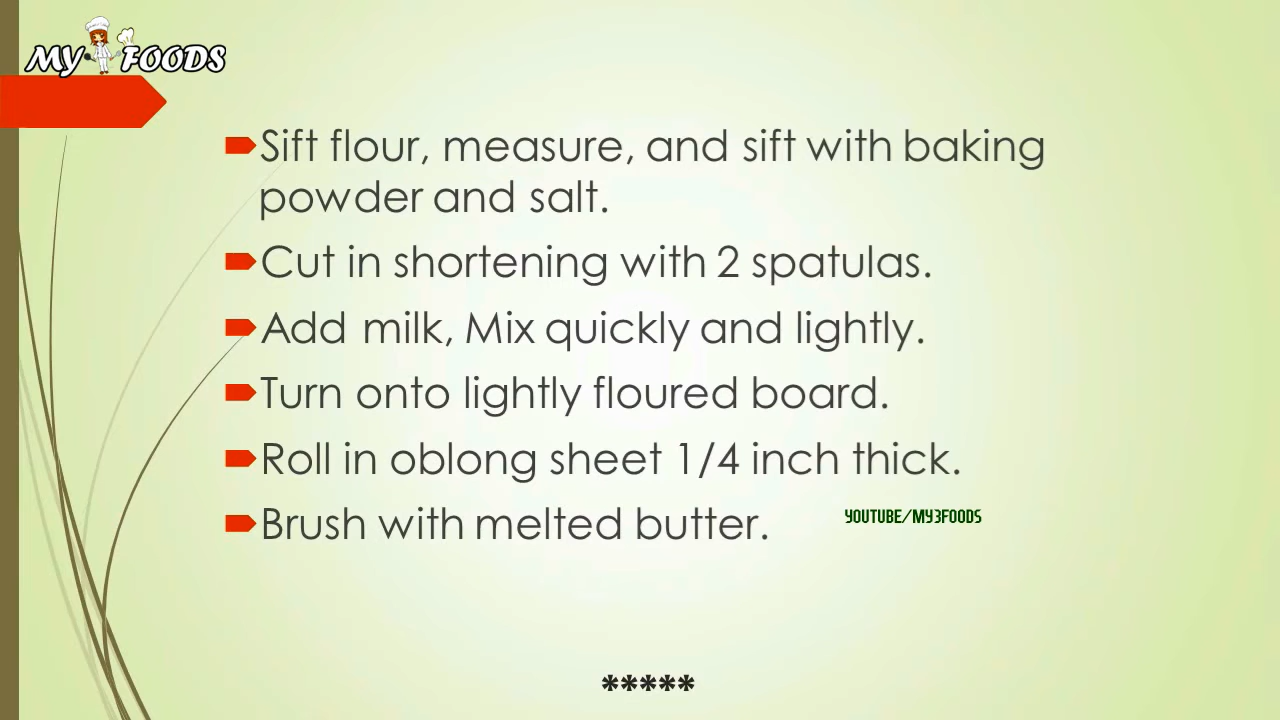 MY FOODS
Sift flour, measure, and sift with baking
powder and salt.
Cut in shortening with 2 spatulas.
Add milk, Mix quickly and lightly.
Turn onto lightly floured board.
Roll in oblong sheet 1/4 inch thick.
Brush with melted butter.
YOUTUBE/MY3FOODS
*****